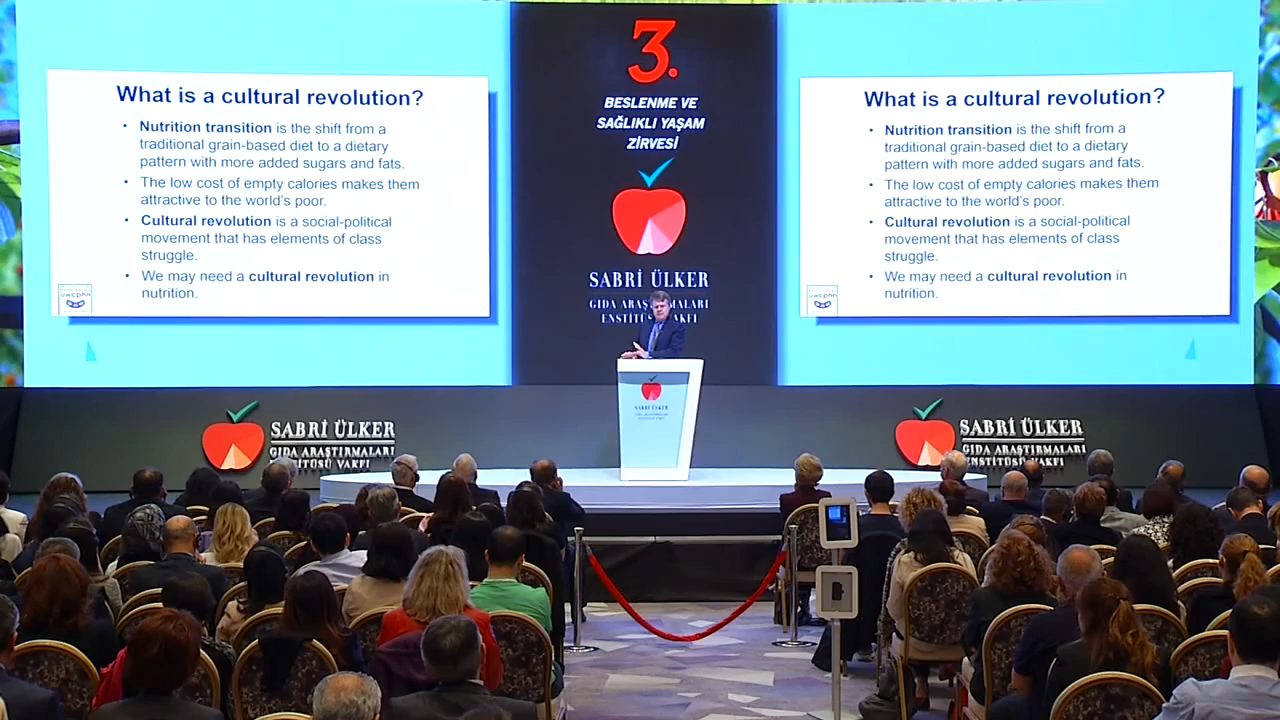 What is a cultural revolution?
• Nutrition transition is the shift from a
traditional grain-based diet to a dietary
pattern with more added sugars and fats.
• The low cost of empty calories makes them
attractive to the world's poor.
• Cultural revolution is a social-political
movement that has elements of class
struggle.
• We may need a cultural revolution in
nutrition.
uwcphn
3.
BESLENME VE
SAĞLIKLI YAŞAM
ZİRVESİ
SABRİ ÜLKER
GIDA ARAŞTIRMALARI
ENSTİTÜSÜ VAKFI
What is a cultural revolution?
• Nutrition transition is the shift from a
traditional grain-based diet to a dietary
pattern with more added sugars and fats.
• The low cost of empty calories makes them
attractive to the world's poor.
• Cultural revolution is a social-political
movement that has elements of class
struggle.
• We may need a cultural revolution in
nutrition.
uwcphn
SABRİ ÜLKER
SABRİ ÜLKER
GIDA ARAŞTIRMALARI
ENSTİTÜSÜ VAKFI
SABRİ ÜLKER
GIDA ARAŞTIRMALARI
ENSTİTÜSÜ VAKFI